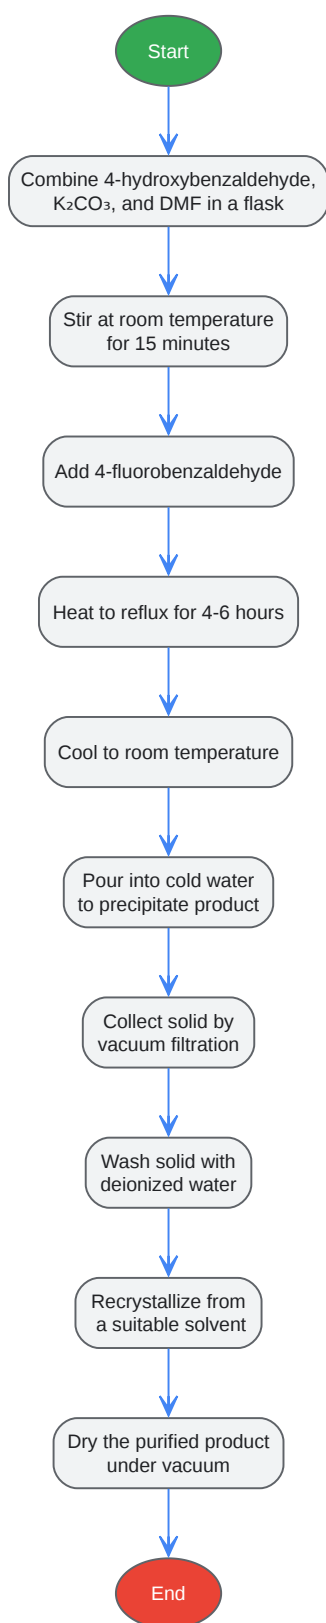 Start
Combine 4-hydroxybenzaldehyde,
K₂CO₃, and DMF in a flask
Stir at room temperature
for 15 minutes
Add 4-fluorobenzaldehyde
Heat to reflux for 4-6 hours
Cool to room temperature
Pour into cold water
to precipitate product
Collect solid by
vacuum filtration
Wash solid with
deionized water
Recrystallize from
a suitable solvent
Dry the purified product
under vacuum
End